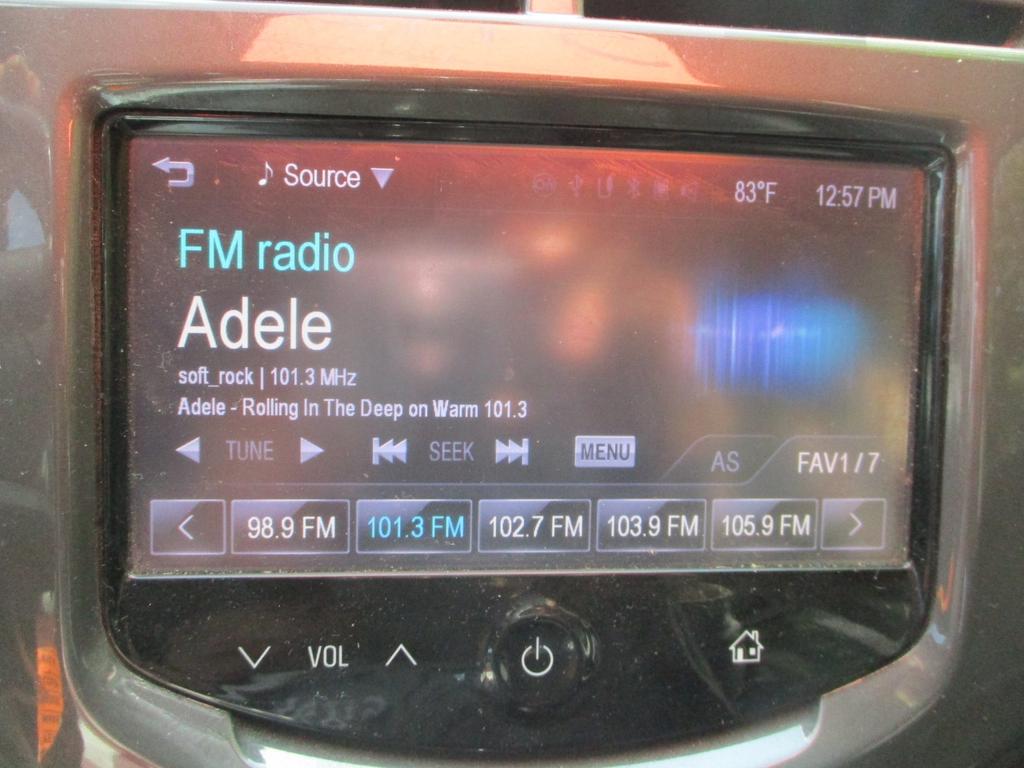 Source 83°F 12:57 PM
FM radio
Adele
soft_rock | 101.3 MHz
Adele - Rolling In The Deep on Warm 101.3
TUNE SEEK MENU AS FAV1/7
98.9 FM 101.3 FM 102.7 FM 103.9 FM 105.9 FM
VOL